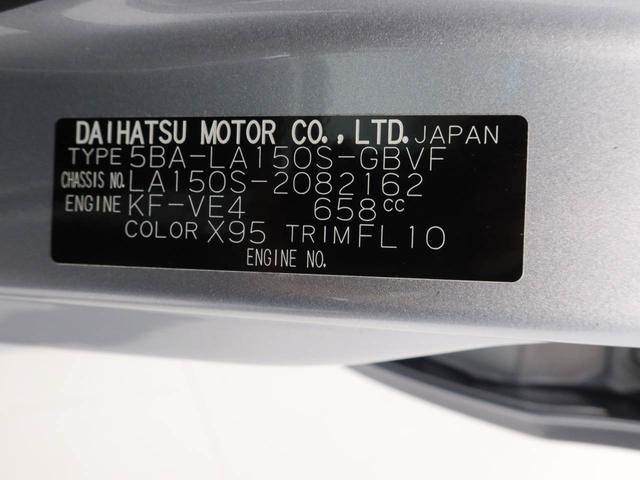 DAIHATSU MOTOR CO.,LTD. JAPAN
TYPE 5BA-LA150S-GBVF
CHASSIS NO. LA150S-2082162
ENGINE KF-VE4 658CC
COLOR X95 TRIM FL10
ENGINE NO.